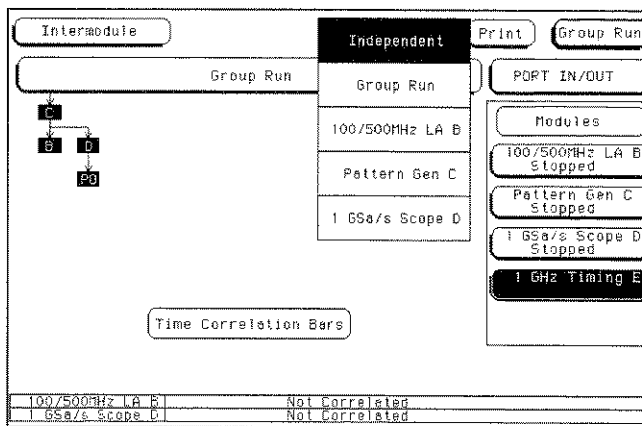 Intermodule
Independent
Print
Group Run
Group Run
Group Run
PORT IN/OUT
C
B
D
PO
100/500MHz LA B
Pattern Gen C
1 GSa/s Scope D
Modules
100/500MHz LA B
Stopped
Pattern Gen C
Stopped
1 GSa/s Scope D
Stopped
1 GHz Timing E
Time Correlation Bars
100/500MHz LA B Not Correlated
1 GSa/s Scope D Not Correlated